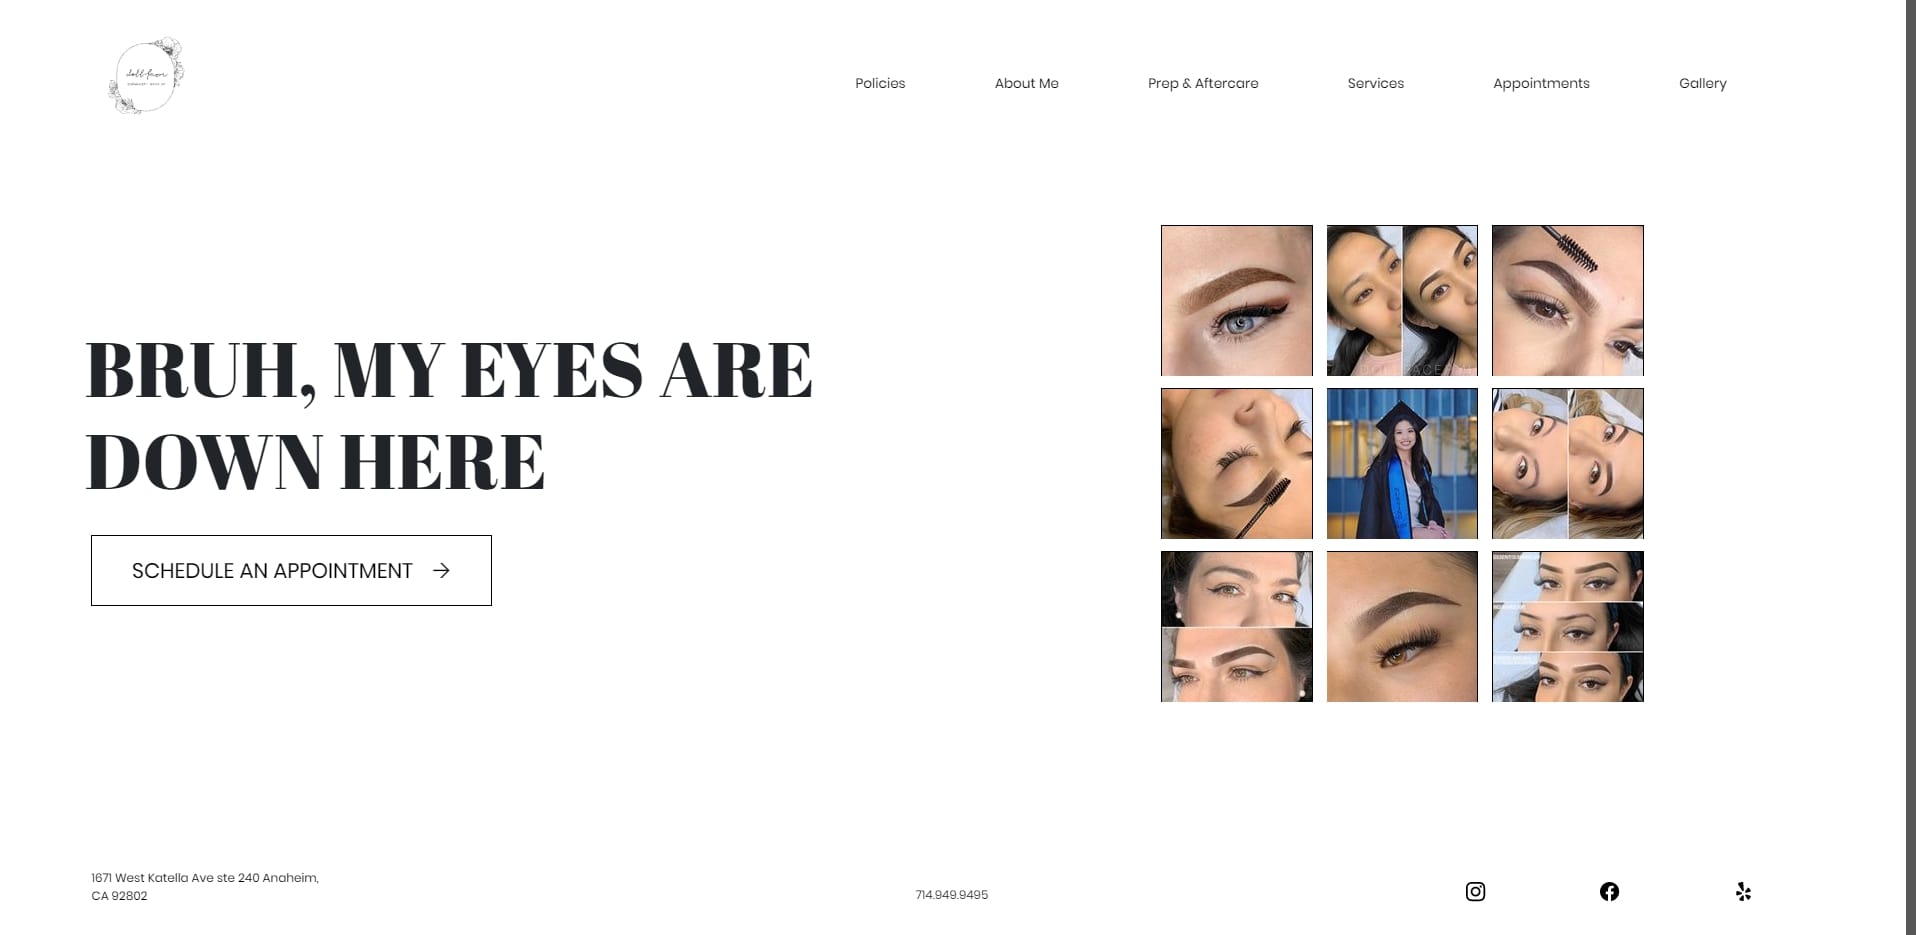 Policies
About Me
Prep & Aftercare
Services
Appointments
Gallery
BRUH, MY EYES ARE
DOWN HERE
SCHEDULE AN APPOINTMENT
1671 West Katella Ave ste 240 Anaheim,
CA 92802
714.949.9495